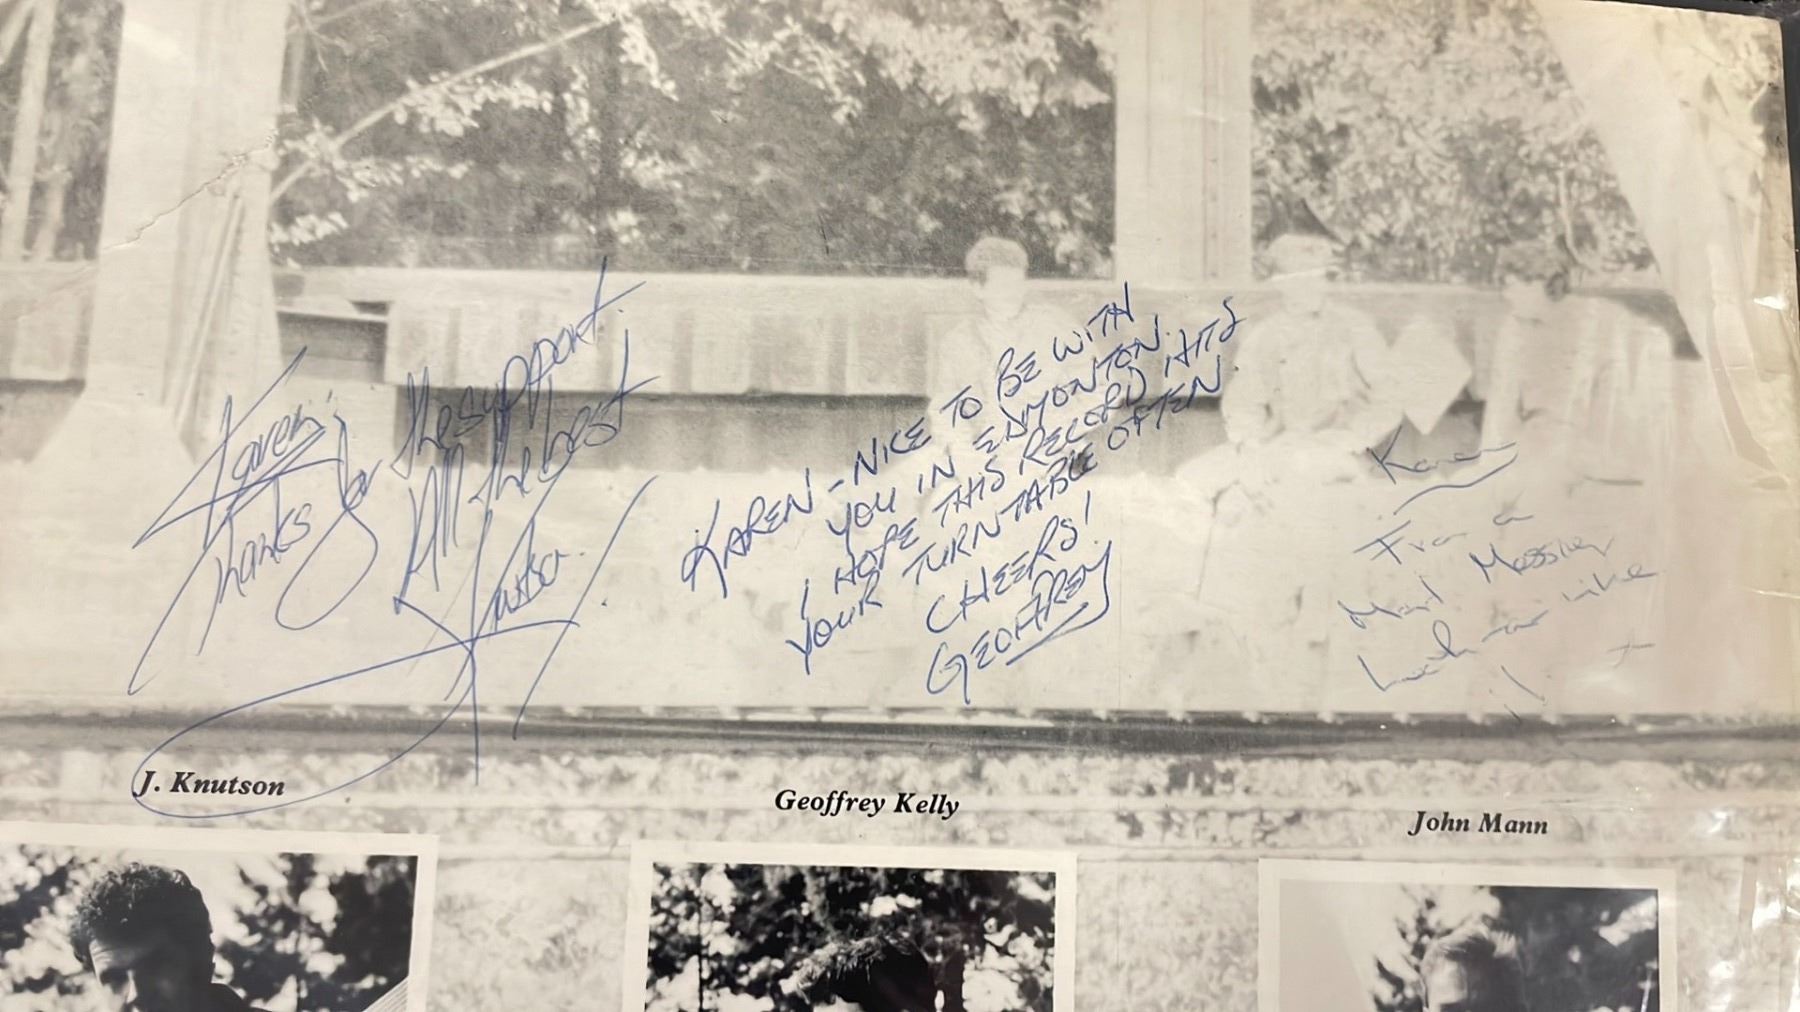 Karen,
thanks for the support.
All the best
Knutson.
KAREN - NICE TO BE WITH
YOU IN EDMONTON.
I HOPE THIS RECORD HITS
YOUR TURNTABLE OFTEN
CHEERS!
GEOFFREY
Karen
From a
J. Knutson
Geoffrey Kelly
John Mann